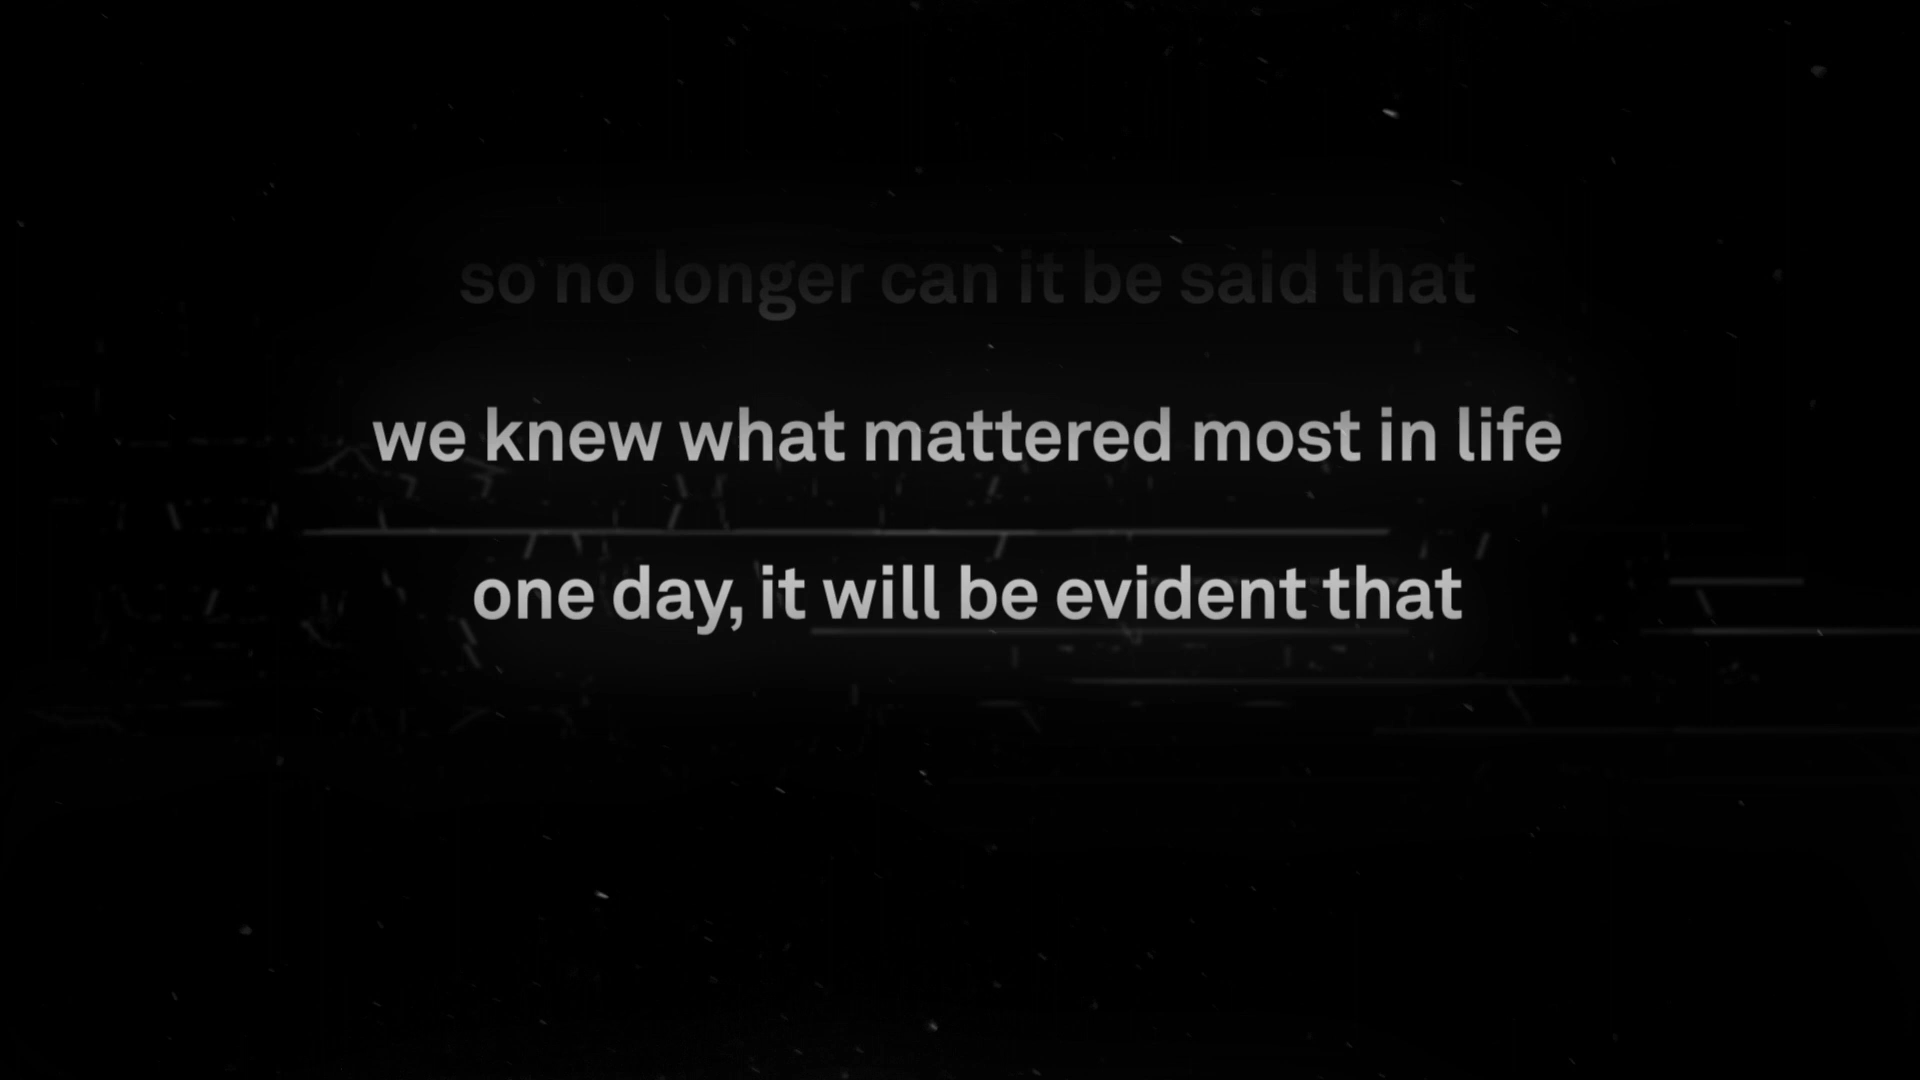 so no longer can it be said that
we knew what mattered most in life
one day, it will be evident that